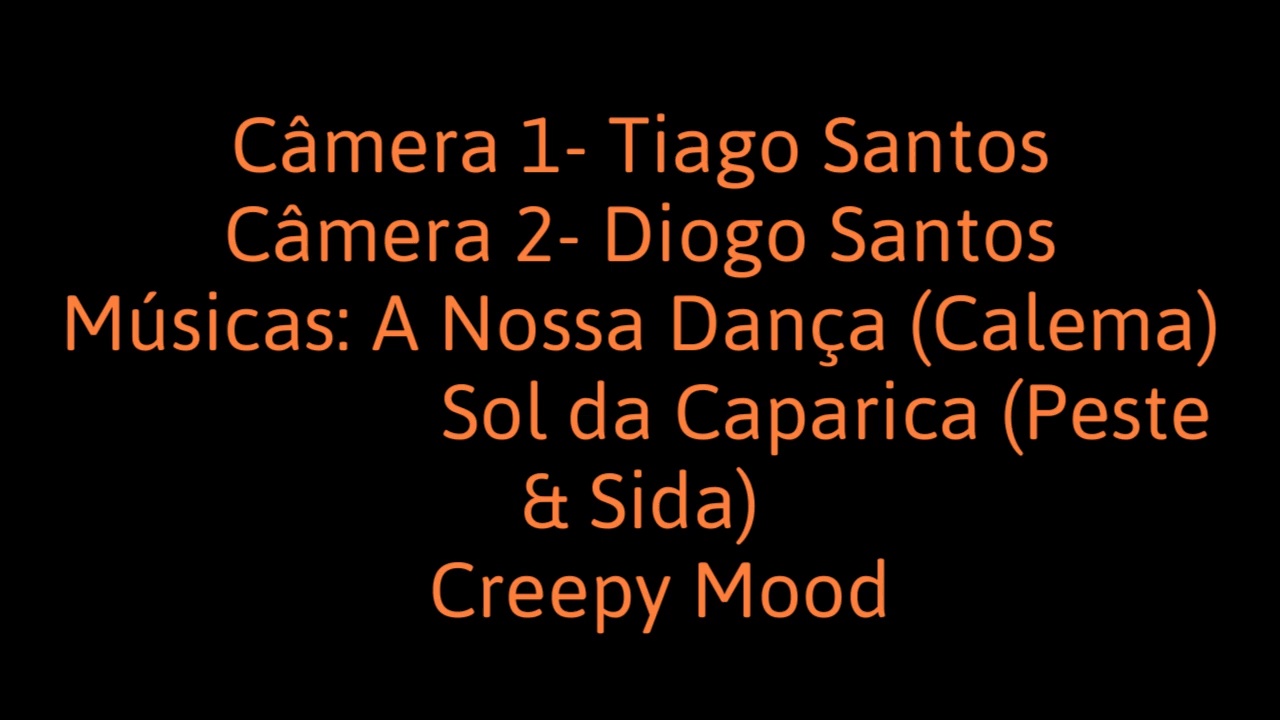 Câmera 1- Tiago Santos
Câmera 2- Diogo Santos
Músicas: A Nossa Dança (Calema)
Sol da Caparica (Peste
& Sida)
Creepy Mood